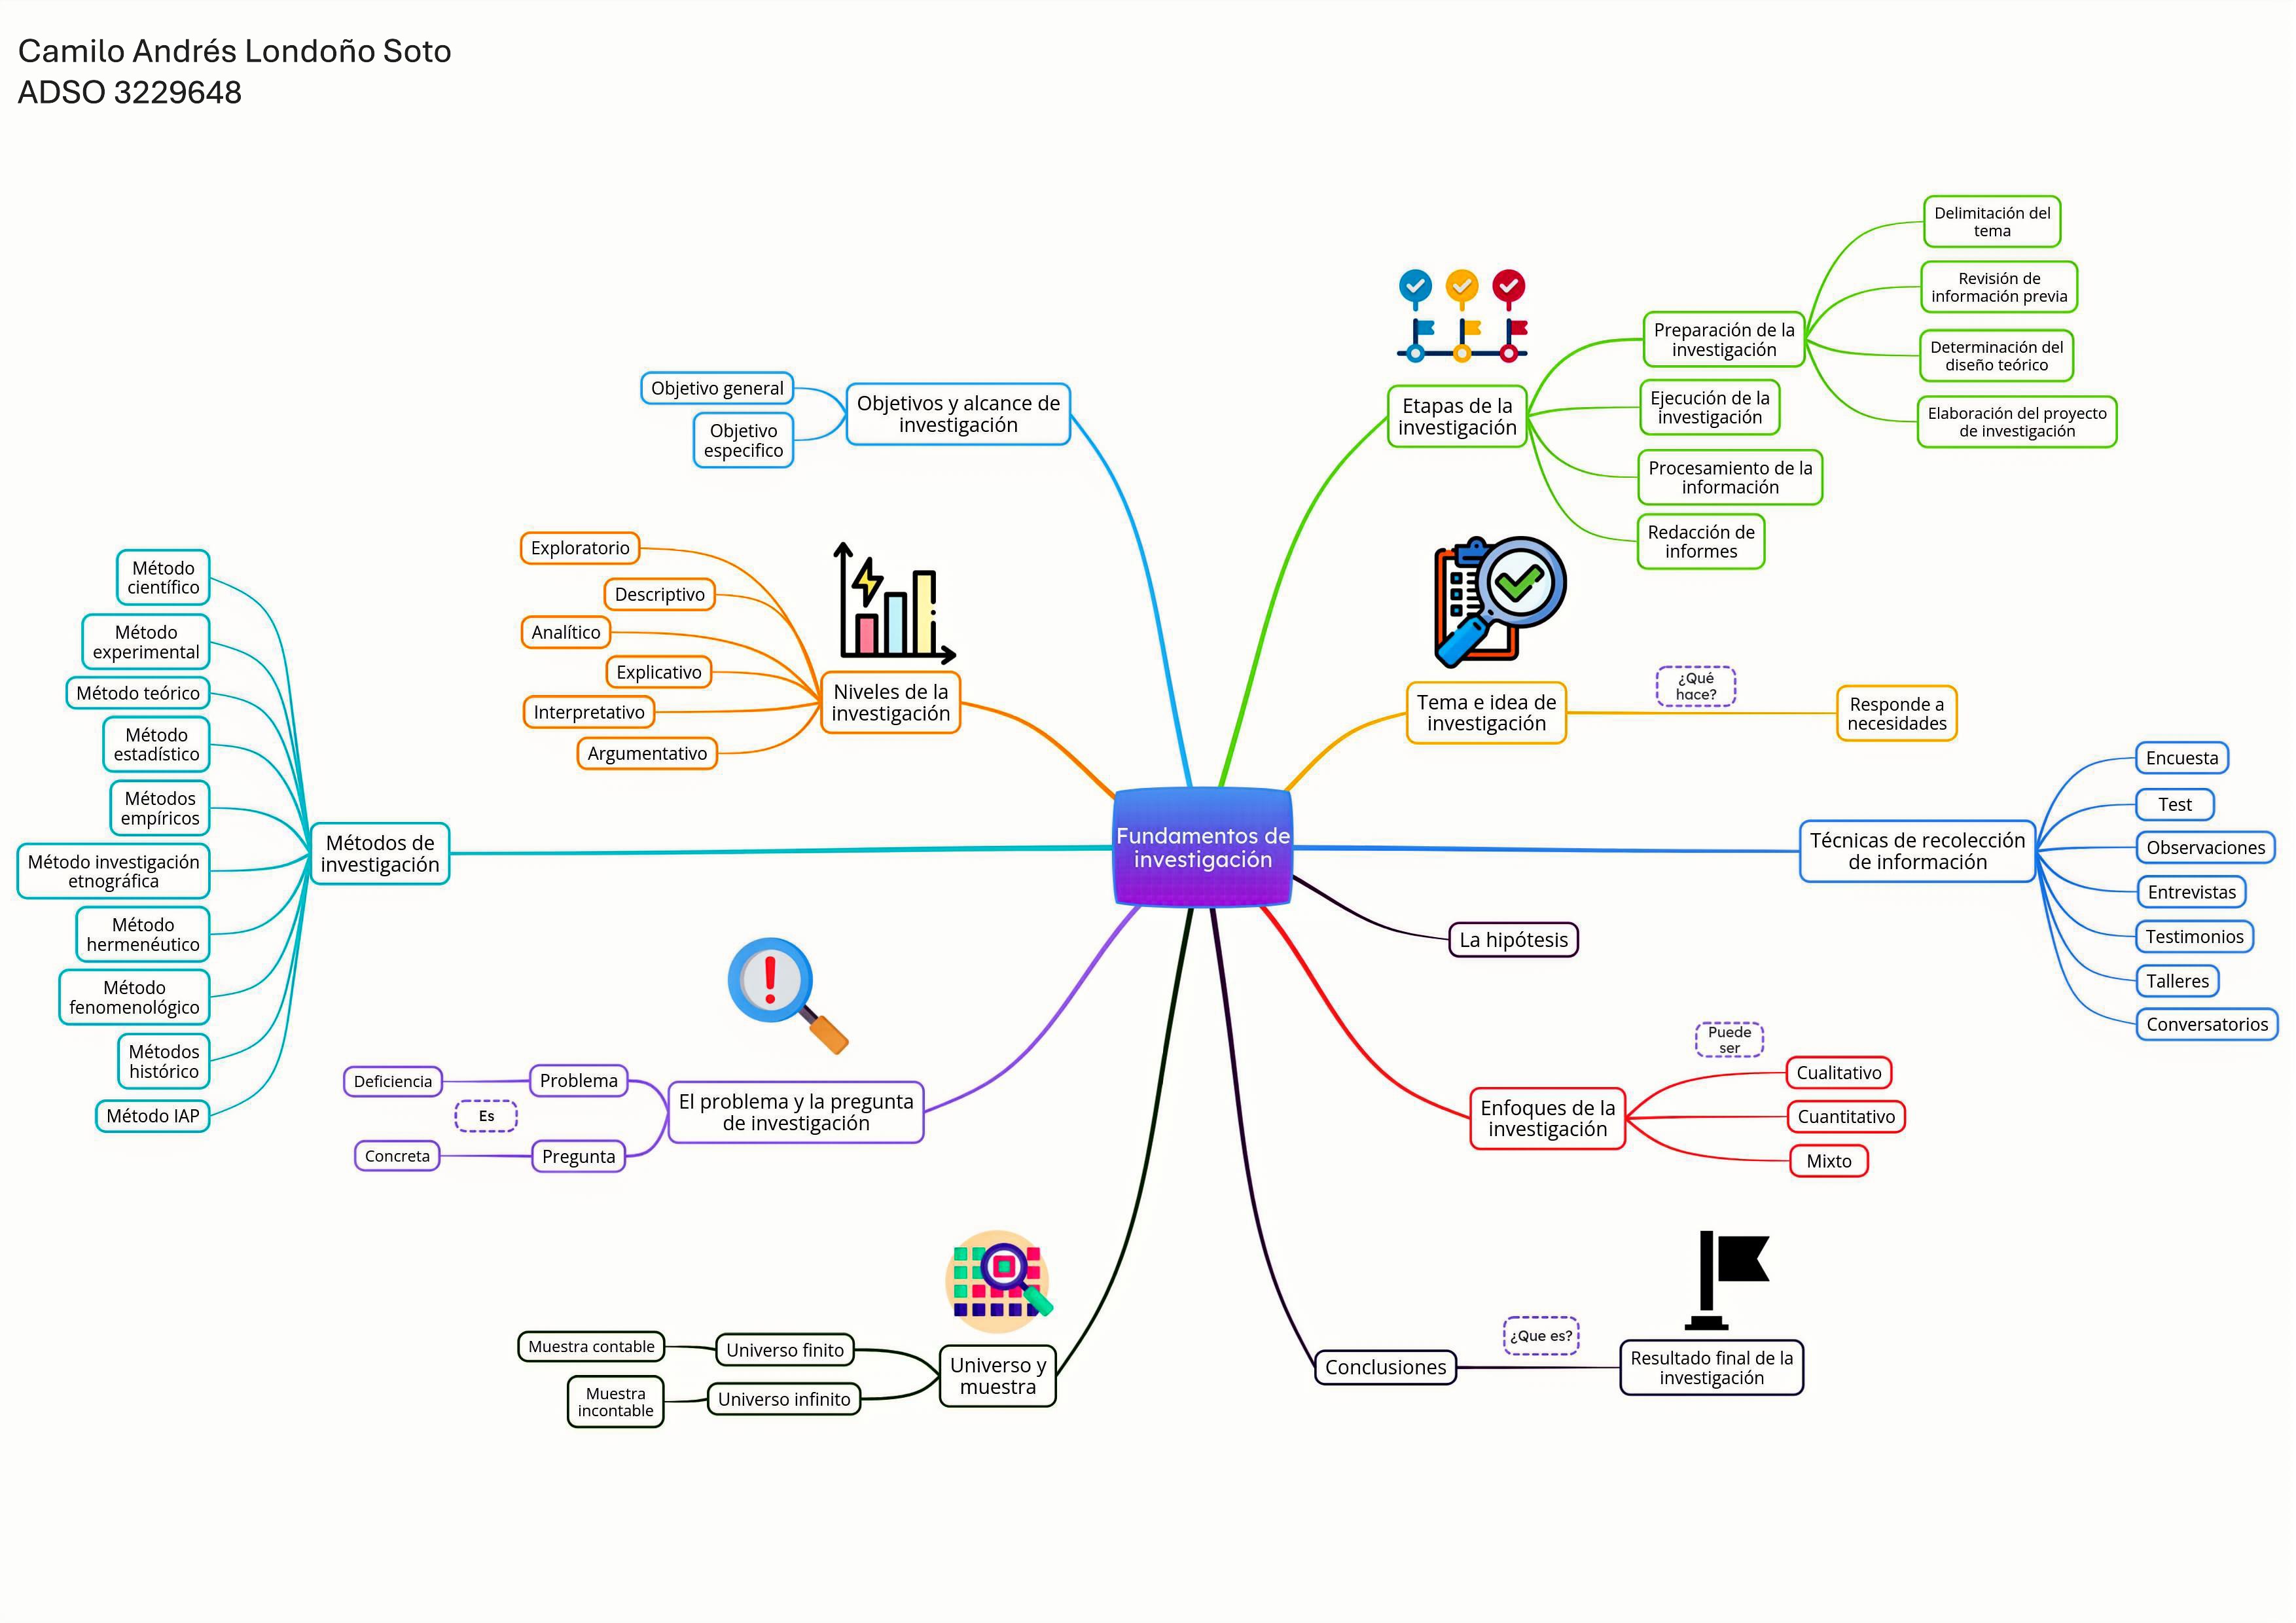 Camilo Andrés Londoño Soto
ADSO 3229648
Fundamentos de
investigación
Objetivos y alcance de
investigación
Objetivo general
Objetivo
especifico
Niveles de la
investigación
Exploratorio
Descriptivo
Analítico
Explicativo
Interpretativo
Argumentativo
Métodos de
investigación
Método
científico
Método
experimental
Método teórico
Método
estadístico
Métodos
empíricos
Método investigación
etnográfica
Método
hermenéutico
Método
fenomenológico
Métodos
histórico
Método IAP
El problema y la pregunta
de investigación
Problema
Deficiencia
Es
Pregunta
Concreta
Universo y
muestra
Universo finito
Muestra contable
Universo infinito
Muestra
incontable
Etapas de la
investigación
Preparación de la
investigación
Delimitación del
tema
Revisión de
información previa
Determinación del
diseño teórico
Elaboración del proyecto
de investigación
Ejecución de la
investigación
Procesamiento de la
información
Redacción de
informes
Tema e idea de
investigación
¿Qué
hace?
Responde a
necesidades
Técnicas de recolección
de información
Encuesta
Test
Observaciones
Entrevistas
Testimonios
Talleres
Conversatorios
La hipótesis
Enfoques de la
investigación
Puede
ser
Cualitativo
Cuantitativo
Mixto
Conclusiones
¿Que es?
Resultado final de la
investigación